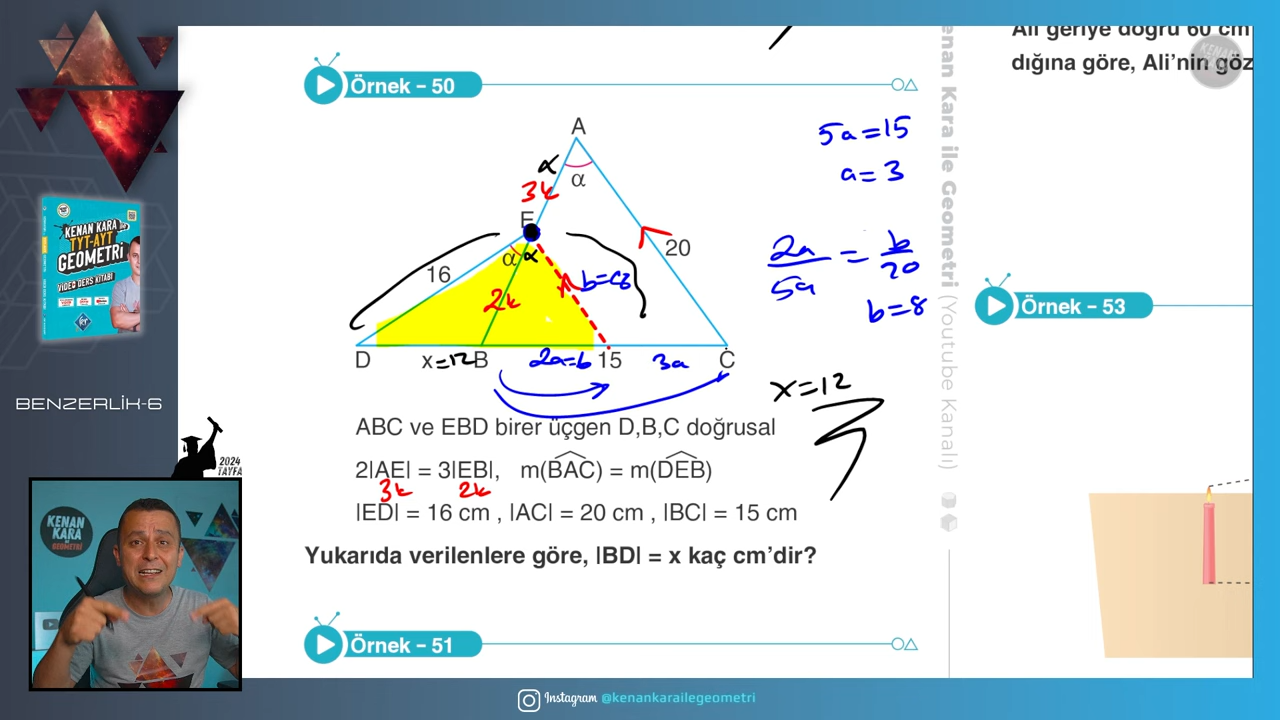 Örnek – 50
A
α
α
3k
E
20
α
α
16
2k
b=8
D
x=12
B
2a=6
15
3a
C
5a=15
a=3
2a/5a = b/20
b=8
x=12
ABC ve EBD birer üçgen D,B,C doğrusal
2|AE| = 3|EB|, m(BAC) = m(DEB)
3k 2k
|ED| = 16 cm , |AC| = 20 cm , |BC| = 15 cm
Yukarıda verilenlere göre, |BD| = x kaç cm'dir?
Örnek – 51
enan Kara ile Geometri (Youtube Kanalı)
Ali geriye doğru 60 cm
dığına göre, Ali'nin göz
KENAN
KARA
Örnek – 53
KENAN KARA
TYT-AYT
GEOMETRİ
VİDEO DERS KİTABI
BENZERLİK-6
2024
TAYFA
KENAN
KARA
GEOMETRİ
Instagram @kenankarailegeometri